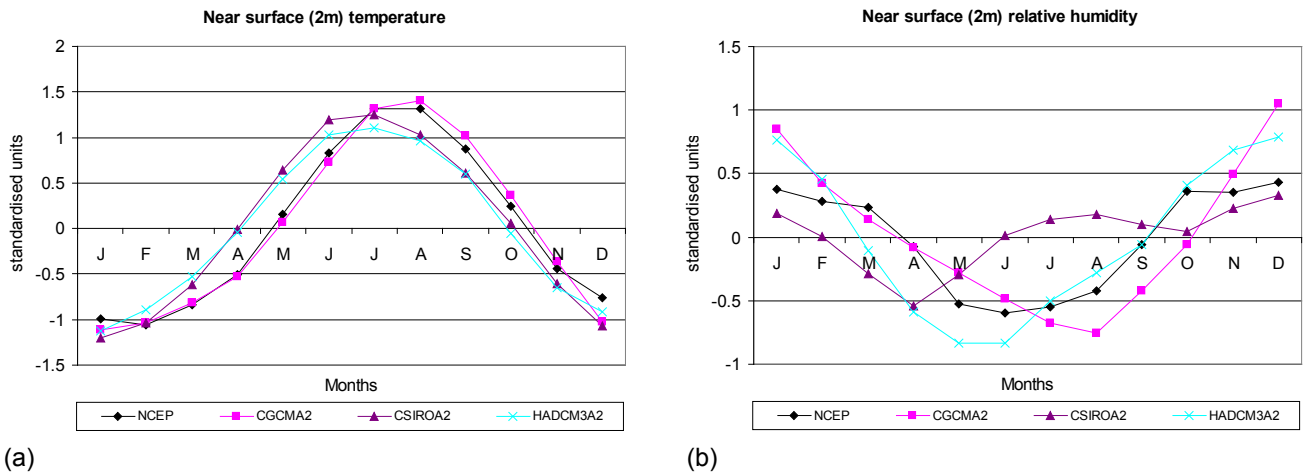 Near surface (2m) temperature
2
1.5
1
0.5
0
-0.5
-1
-1.5
standardised units
J F M A M J J A S O N D
Months
NCEP CGCMA2 CSIROA2 HADCM3A2
(a)
Near surface (2m) relative humidity
1.5
1
0.5
0
-0.5
-1
standardised units
J F M A M J J A S O N D
Months
NCEP CGCMA2 CSIROA2 HADCM3A2
(b)